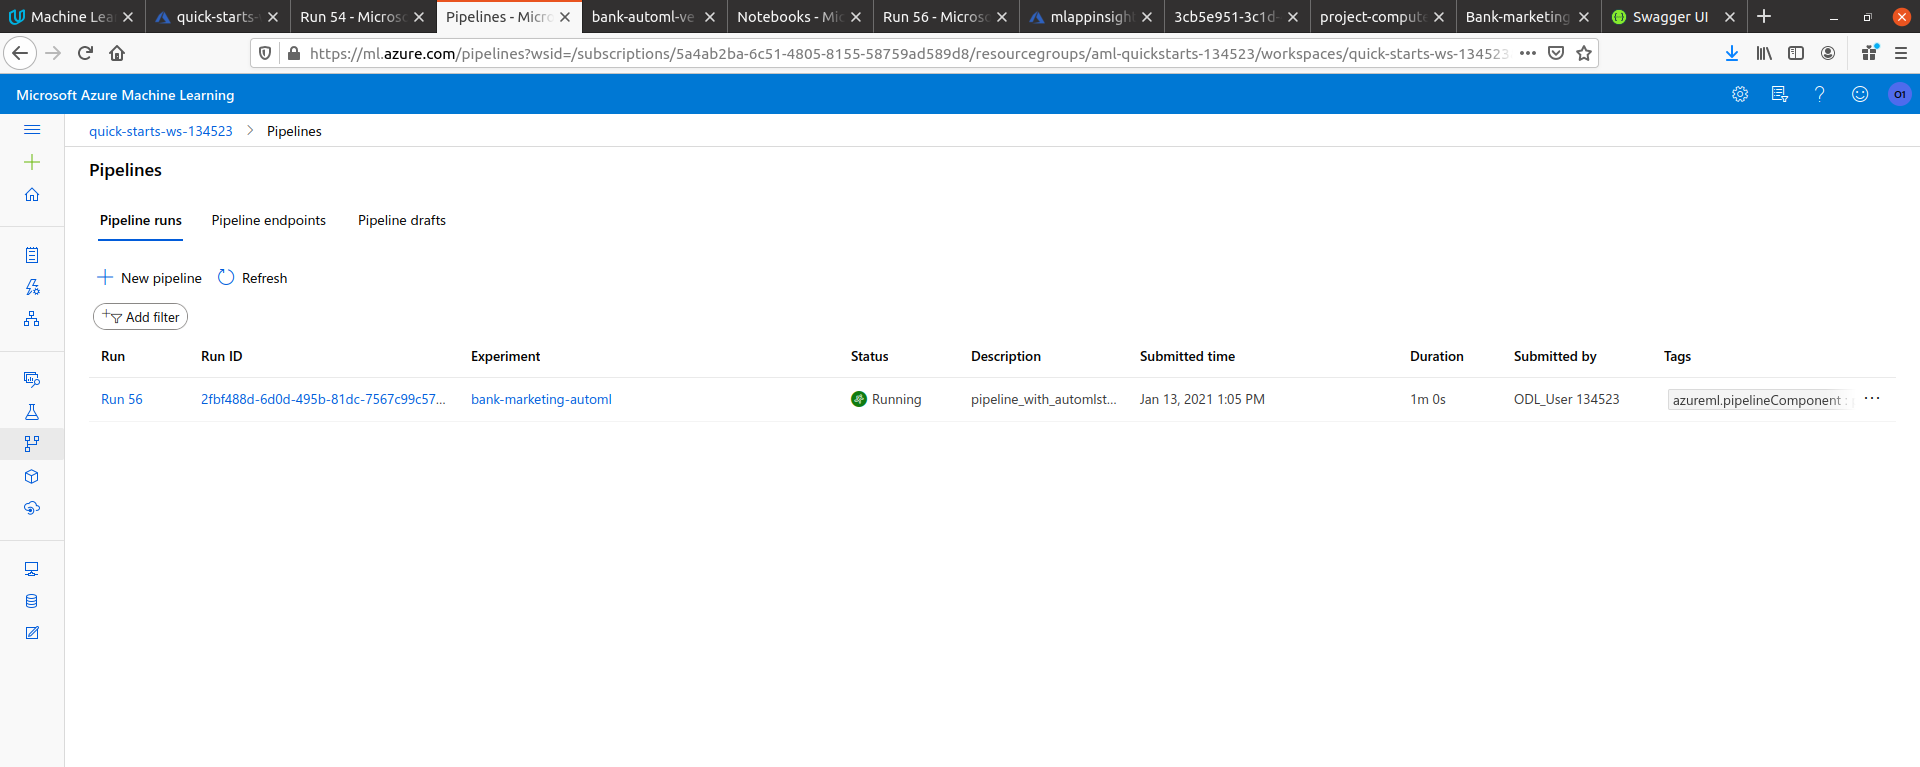 Machine Lea
quick-starts-
Run 54 - Microsc
Pipelines - Micro
bank-automl-ve
Notebooks - Mi
Run 56 - Microsc
mlappinsigh
3cb5e951-3c1d-
project-compute
Bank-marketing
Swagger UI
https://ml.azure.com/pipelines?wsid=/subscriptions/5a4ab2ba-6c51-4805-8155-58759ad589d8/resourcegroups/aml-quickstarts-134523/workspaces/quick-starts-ws-134523
Microsoft Azure Machine Learning
O1
quick-starts-ws-134523 > Pipelines
Pipelines
Pipeline runs Pipeline endpoints Pipeline drafts
New pipeline Refresh
Add filter
Run Run ID Experiment Status Description Submitted time Duration Submitted by Tags
Run 56 2fbf488d-6d0d-495b-81dc-7567c99c57... bank-marketing-automl Running pipeline_with_automlst... Jan 13, 2021 1:05 PM 1m 0s ODL_User 134523 azureml.pipelineComponent :